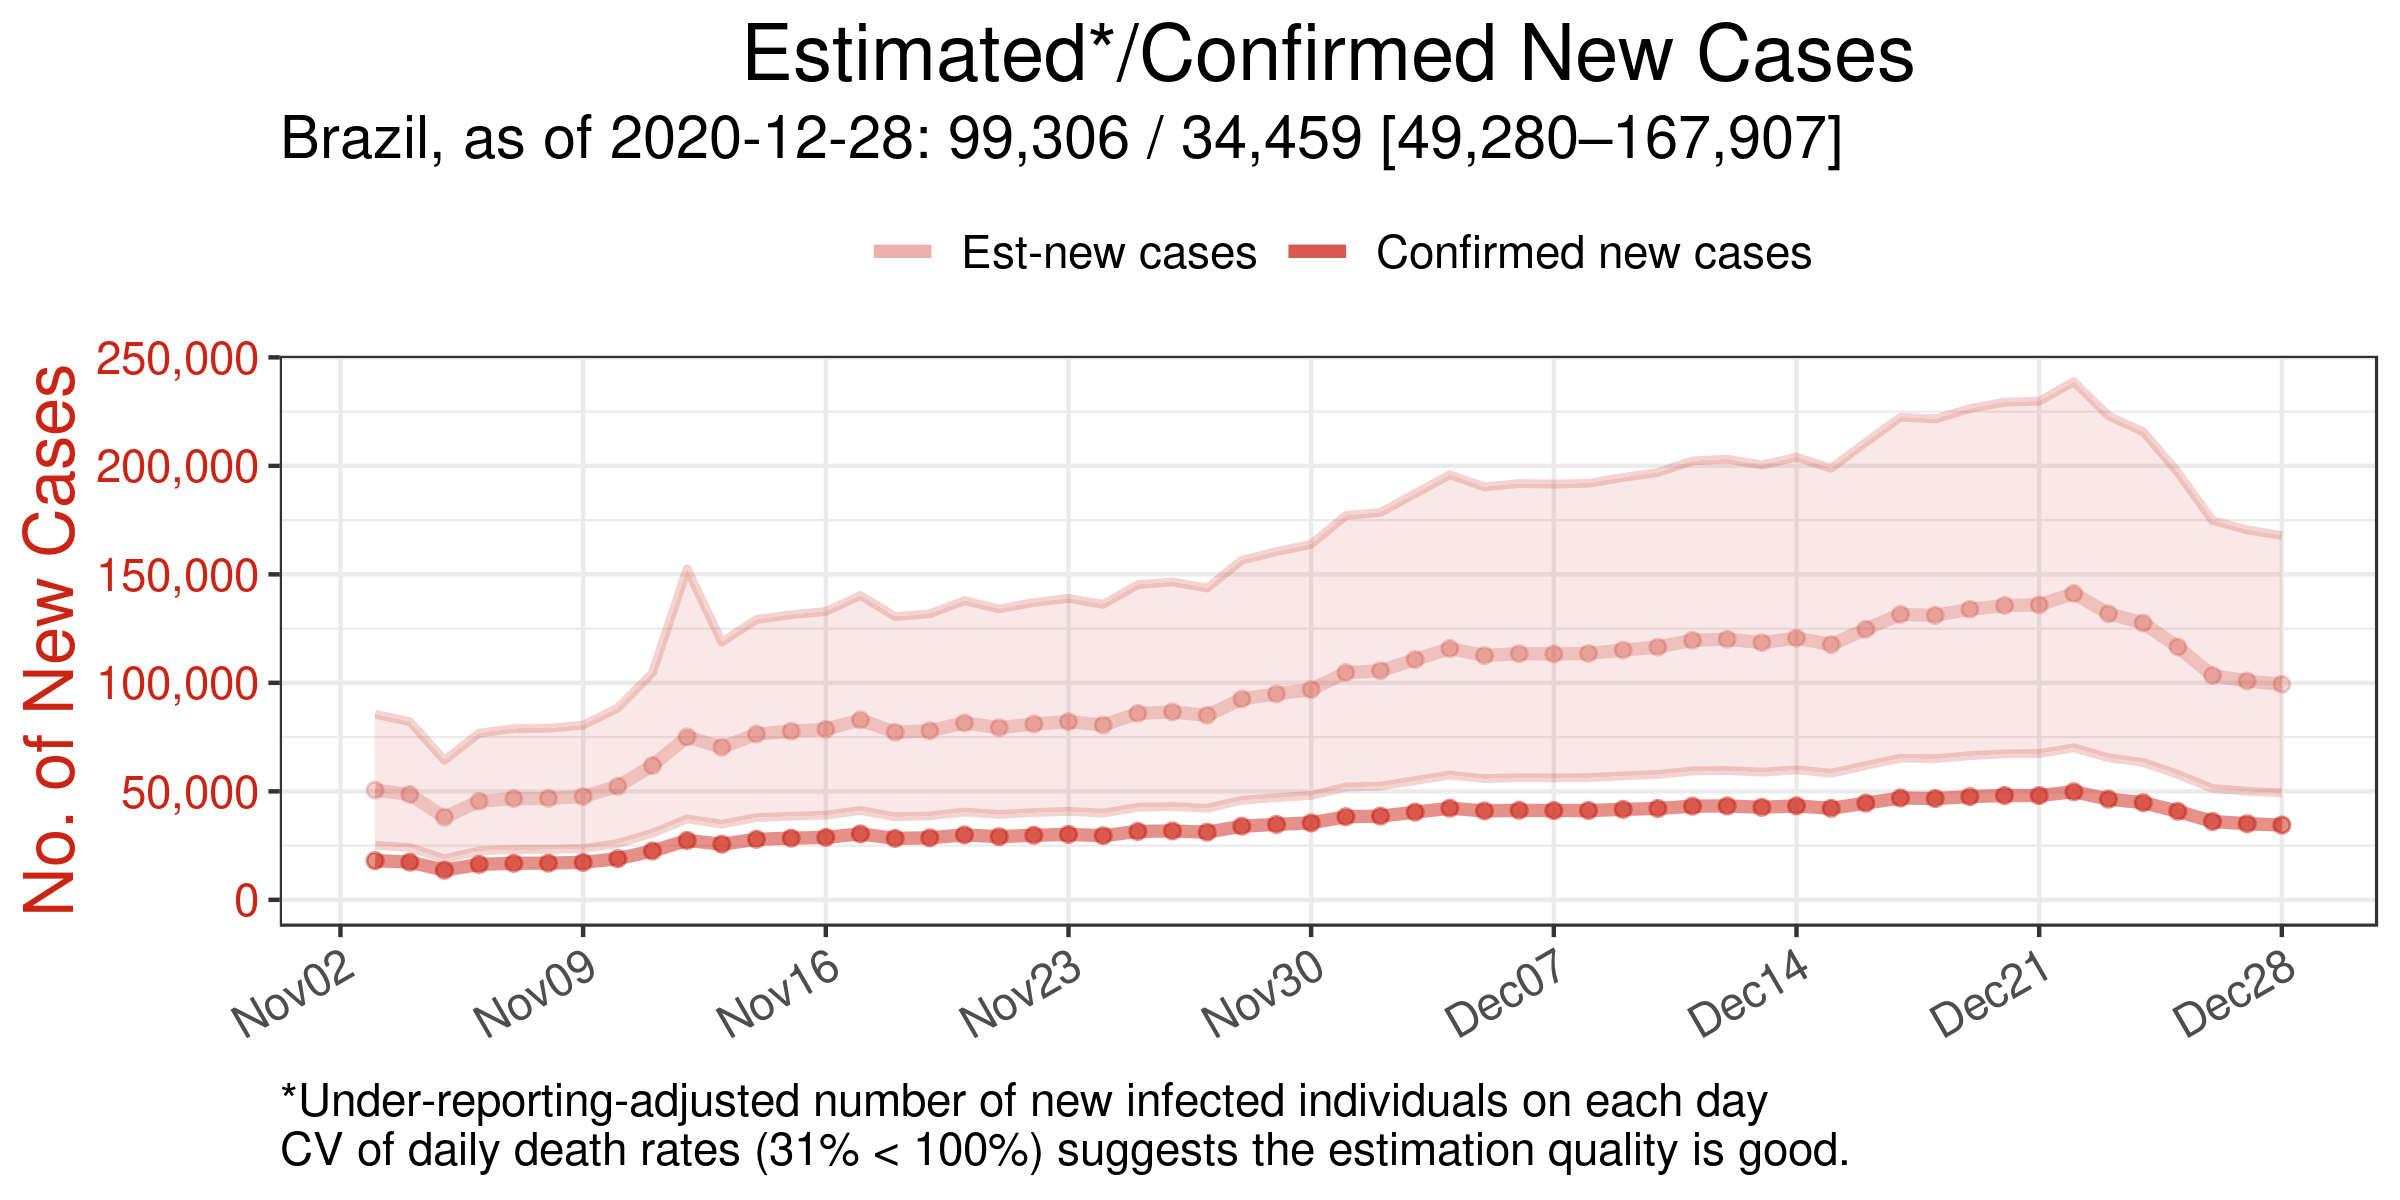 Estimated*/Confirmed New Cases
Brazil, as of 2020-12-28: 99,306 / 34,459 [49,280–167,907]
Est-new cases Confirmed new cases
No. of New Cases
250,000
200,000
150,000
100,000
50,000
0
Nov02 Nov09 Nov16 Nov23 Nov30 Dec07 Dec14 Dec21 Dec28
*Under-reporting-adjusted number of new infected individuals on each day
CV of daily death rates (31% < 100%) suggests the estimation quality is good.